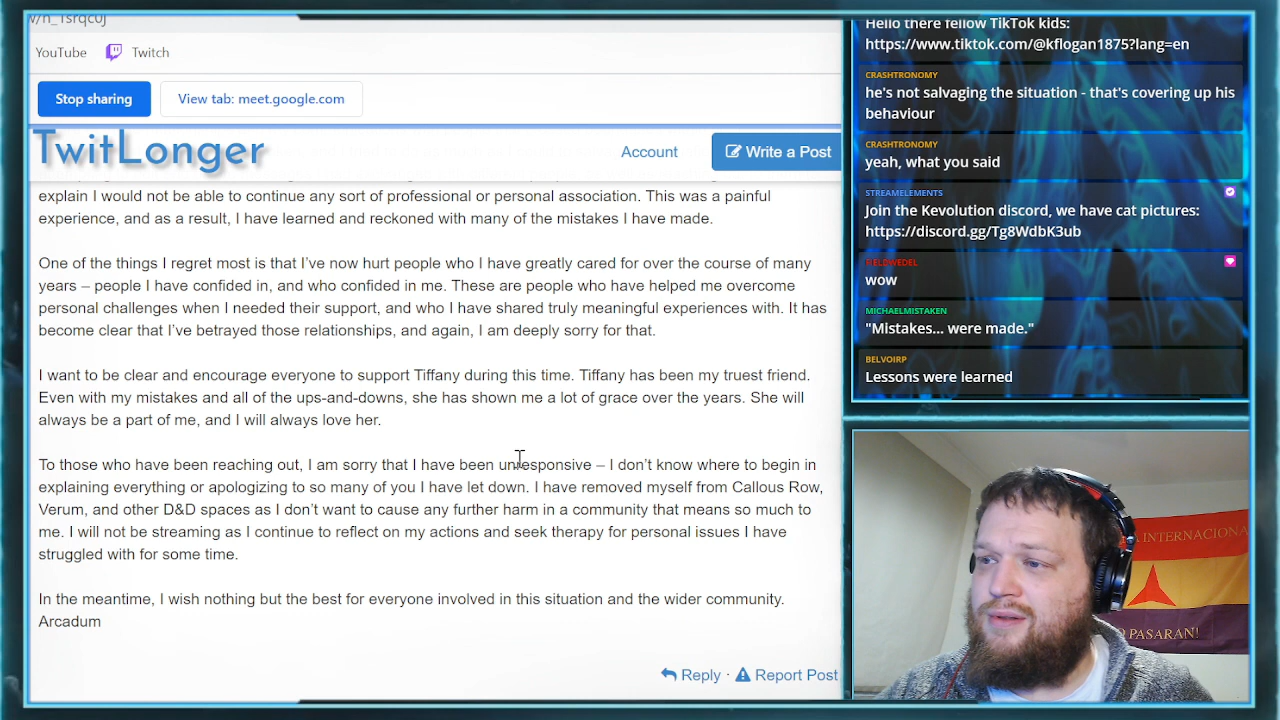 v/n_1srqc0j
YouTube
Twitch
Stop sharing
View tab: meet.google.com
TwitLonger
Account
Write a Post
explain I would not be able to continue any sort of professional or personal association. This was a painful
experience, and as a result, I have learned and reckoned with many of the mistakes I have made.
One of the things I regret most is that I’ve now hurt people who I have greatly cared for over the course of many
years – people I have confided in, and who confided in me. These are people who have helped me overcome
personal challenges when I needed their support, and who I have shared truly meaningful experiences with. It has
become clear that I’ve betrayed those relationships, and again, I am deeply sorry for that.
I want to be clear and encourage everyone to support Tiffany during this time. Tiffany has been my truest friend.
Even with my mistakes and all of the ups-and-downs, she has shown me a lot of grace over the years. She will
always be a part of me, and I will always love her.
To those who have been reaching out, I am sorry that I have been unresponsive – I don’t know where to begin in
explaining everything or apologizing to so many of you I have let down. I have removed myself from Callous Row,
Verum, and other D&D spaces as I don’t want to cause any further harm in a community that means so much to
me. I will not be streaming as I continue to reflect on my actions and seek therapy for personal issues I have
struggled with for some time.
In the meantime, I wish nothing but the best for everyone involved in this situation and the wider community.
Arcadum
Reply · Report Post
Hello there fellow TikTok kids:
https://www.tiktok.com/@kflogan1875?lang=en
CRASHTRONOMY
he's not salvaging the situation - that's covering up his
behaviour
CRASHTRONOMY
yeah, what you said
STREAMELEMENTS
Join the Kevolution discord, we have cat pictures:
https://discord.gg/Tg8WdbK3ub
FIELDWEDEL
wow
MICHAELMISTAKEN
"Mistakes... were made."
BELVOIRP
Lessons were learned
INTERNACIONA
PASARAN!